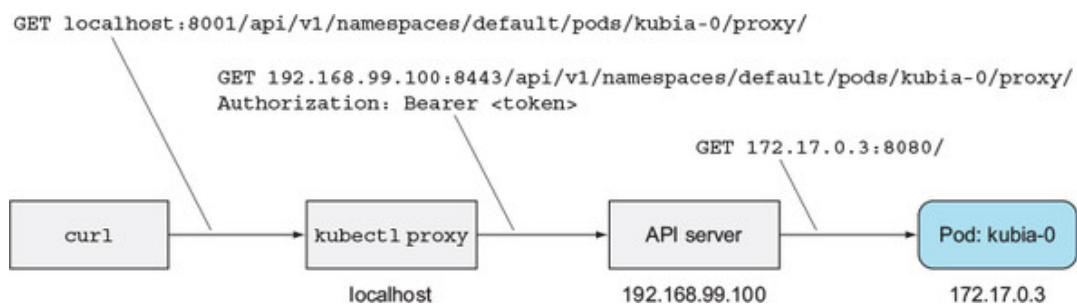 GET localhost:8001/api/v1/namespaces/default/pods/kubia-0/proxy/
GET 192.168.99.100:8443/api/v1/namespaces/default/pods/kubia-0/proxy/
Authorization: Bearer <token>
GET 172.17.0.3:8080/
curl
kubectl proxy
API server
Pod: kubia-0
localhost
192.168.99.100
172.17.0.3